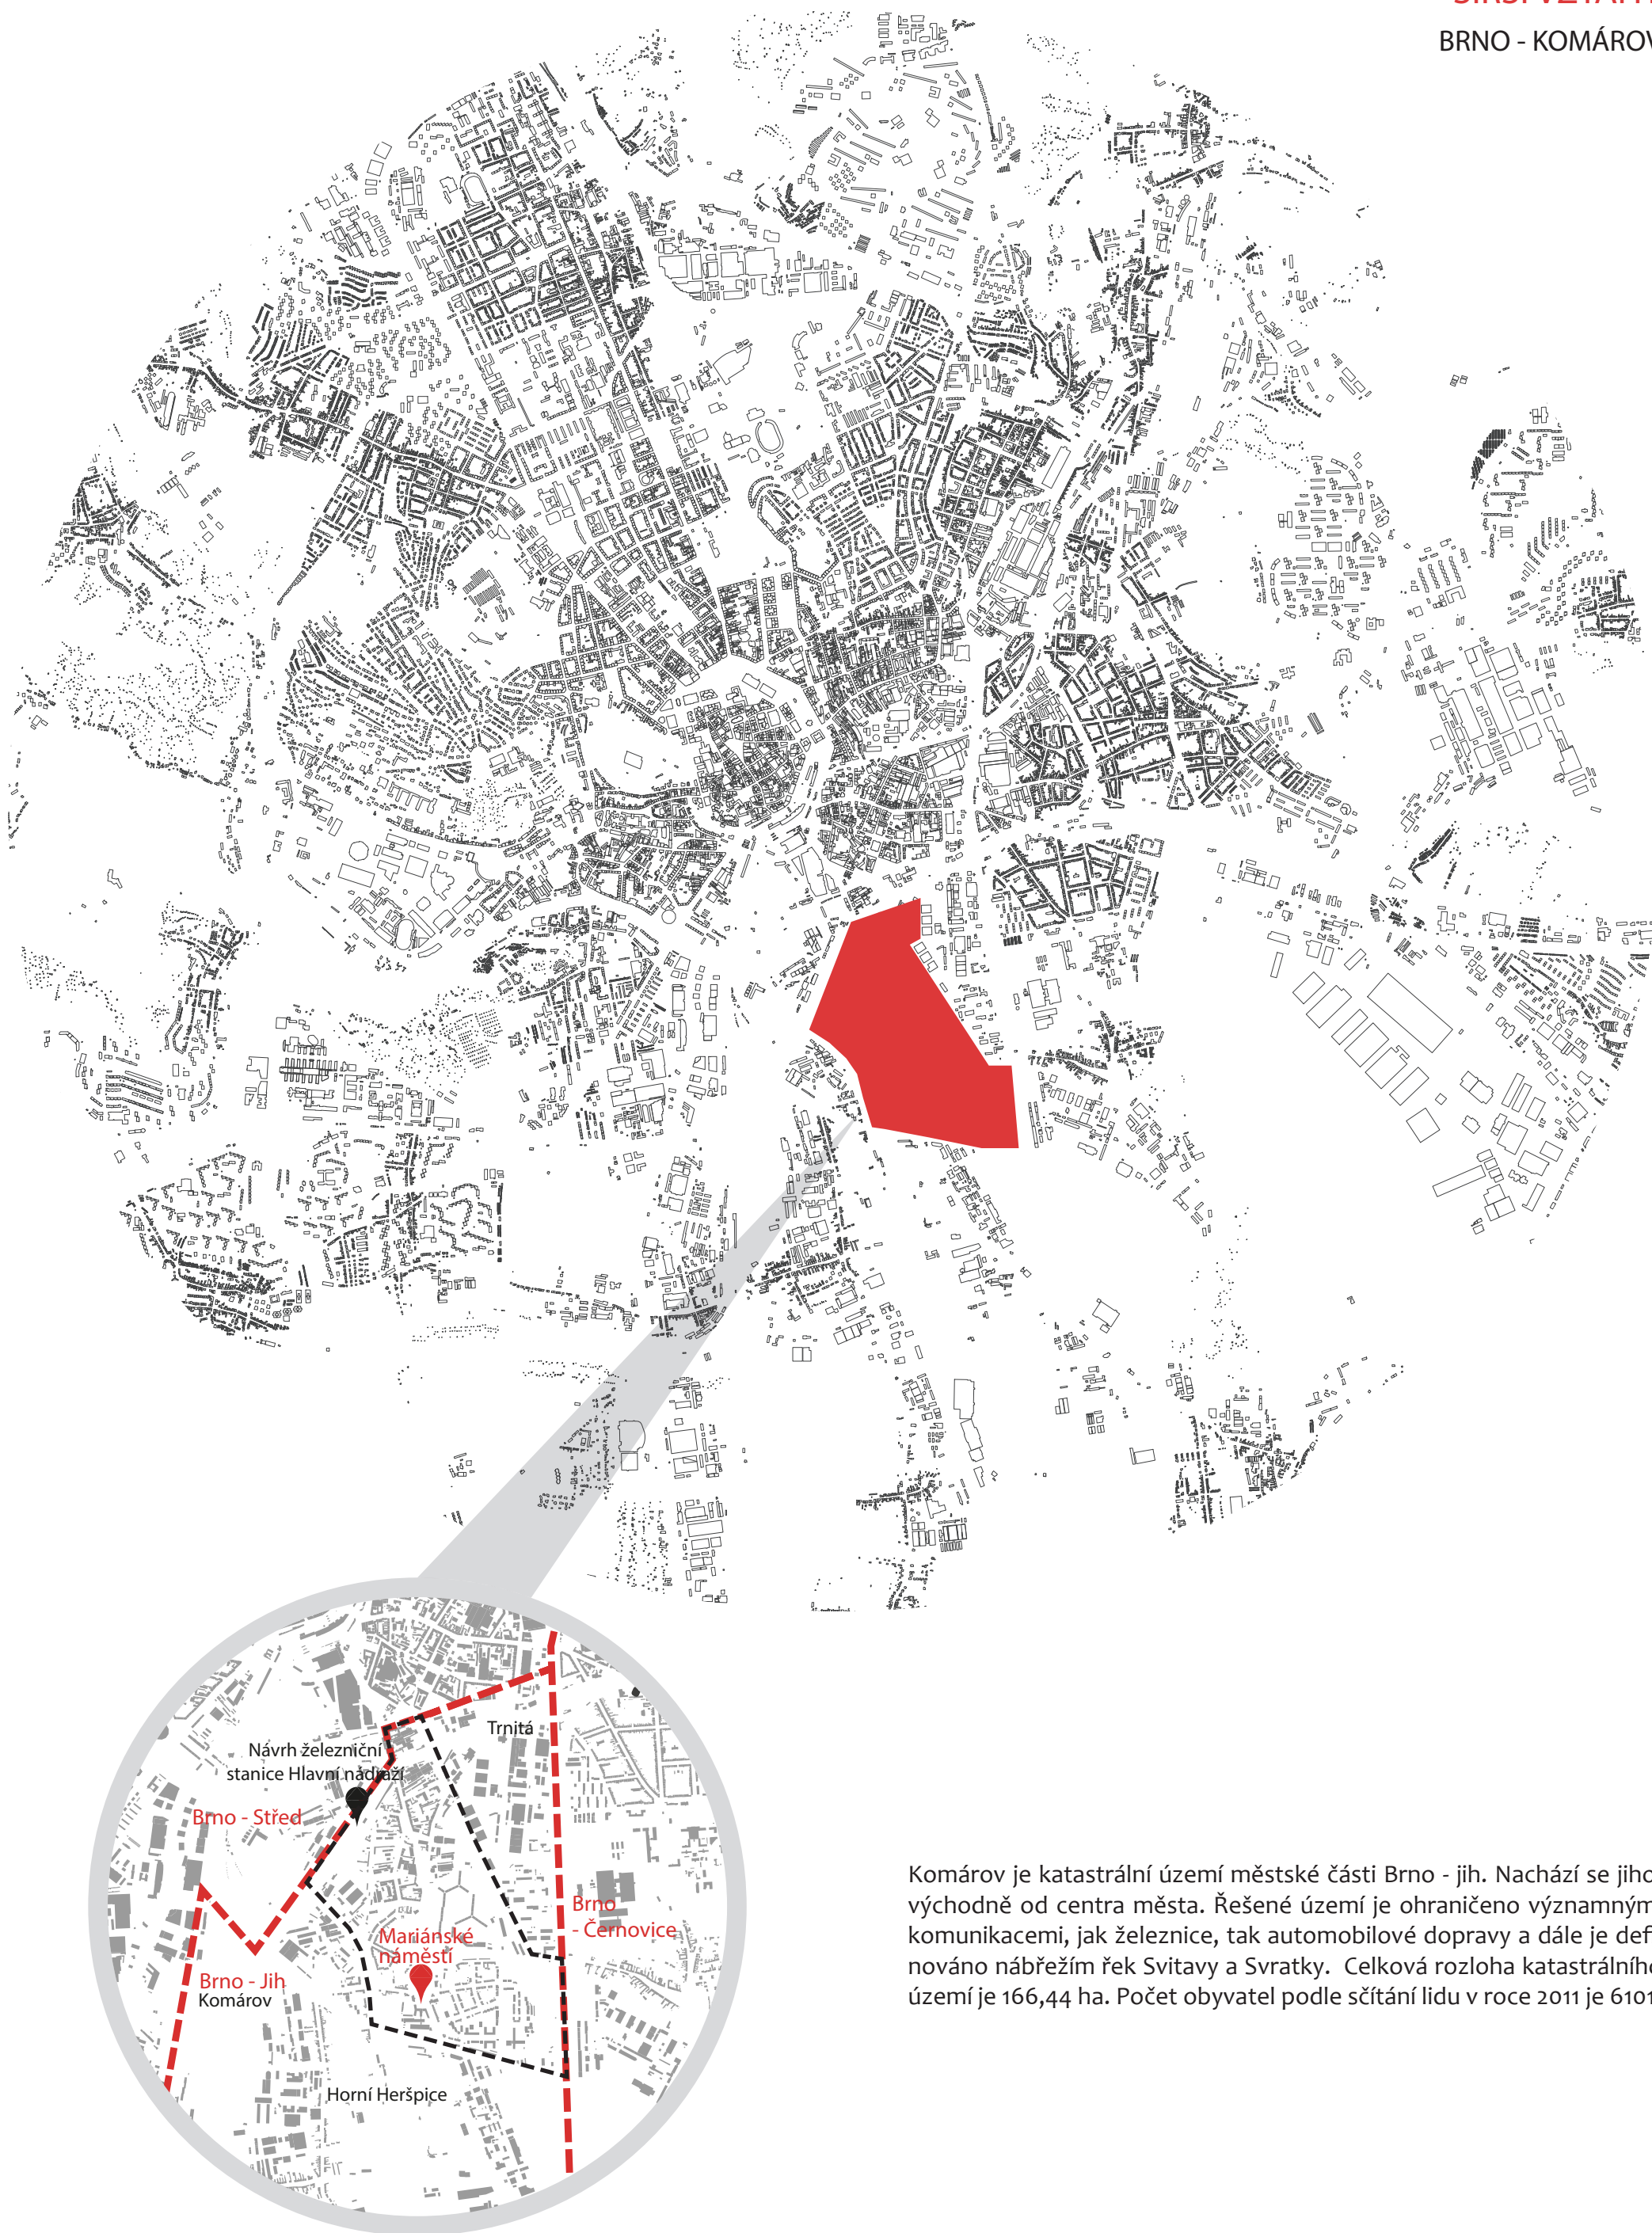 BRNO - KOMÁROV
Trnitá
Návrh železniční
stanice Hlavní nádraží
Brno - Střed
Brno
- Černovice
Mariánské
náměstí
Brno - Jih
Komárov
Horní Heršpice
Komárov je katastrální území městské části Brno - jih. Nachází se jiho
východně od centra města. Řešené území je ohraničeno významným
komunikacemi, jak železnice, tak automobilové dopravy a dále je def
nováno nábřežím řek Svitavy a Svratky. Celková rozloha katastrálního
území je 166,44 ha. Počet obyvatel podle sčítání lidu v roce 2011 je 6101